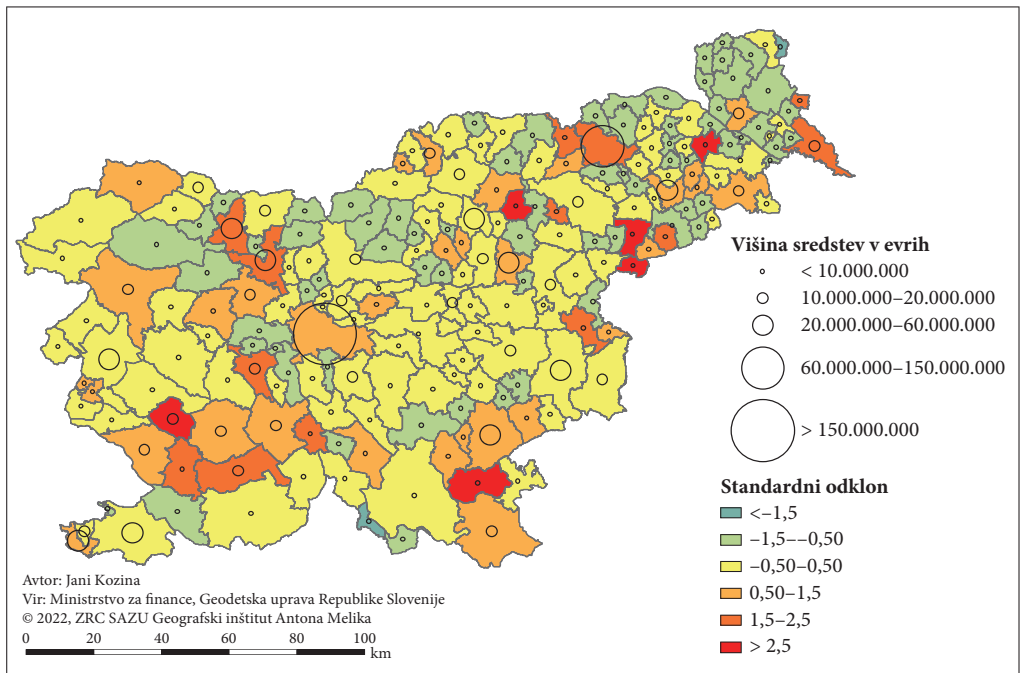 Višina sredstev v evrih
< 10.000.000
10.000.000–20.000.000
20.000.000–60.000.000
60.000.000–150.000.000
> 150.000.000
Standardni odklon
<–1,5
–1,5––0,50
–0,50–0,50
0,50–1,5
1,5–2,5
> 2,5
Avtor: Jani Kozina
Vir: Ministrstvo za finance, Geodetska uprava Republike Slovenije
© 2022, ZRC SAZU Geografski inštitut Antona Melika
0 20 40 60 80 100
km